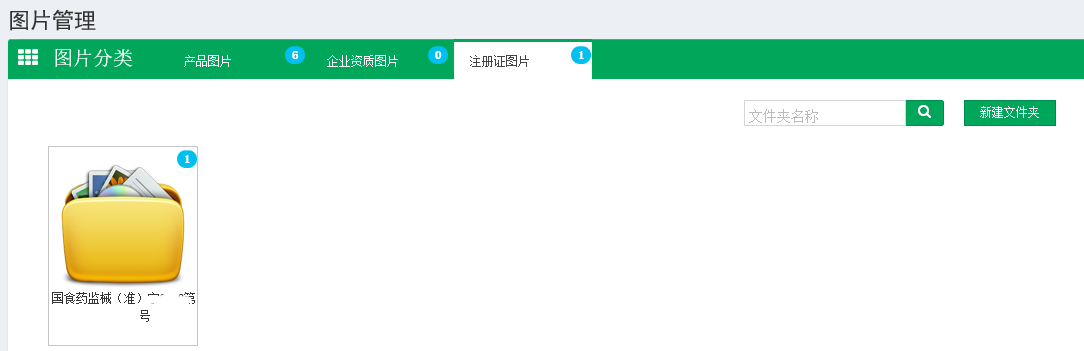 图片管理
图片分类
产品图片 6
企业资质图片 0
注册证图片 1
文件夹名称
新建文件夹
1
国食药监械（准）字 第
号